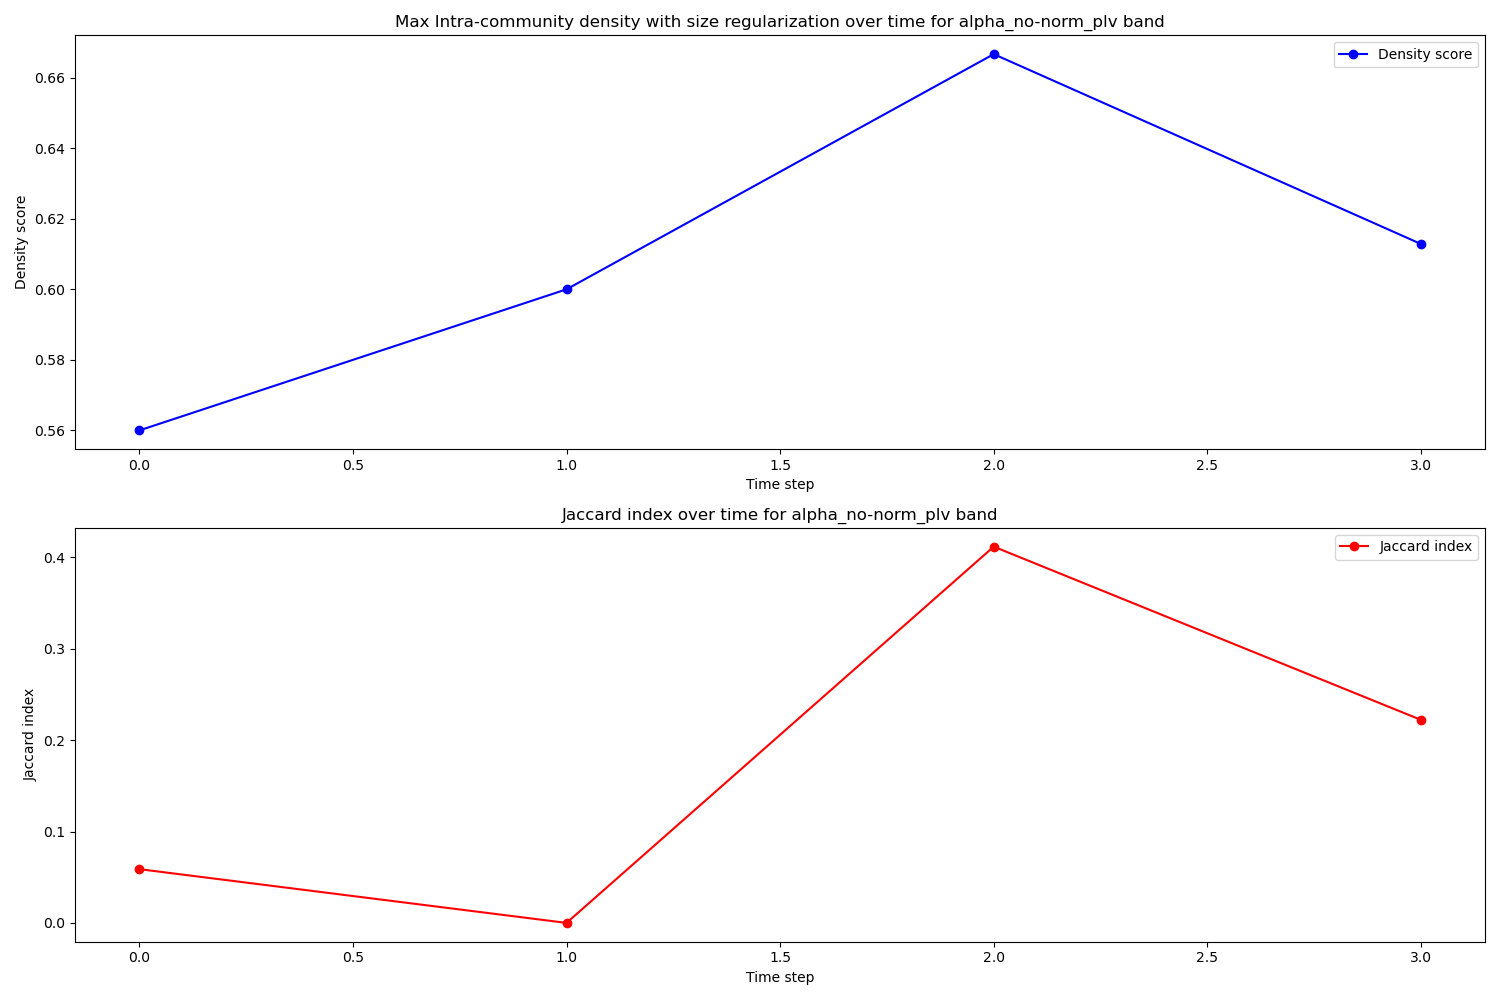 Max Intra-community density with size regularization over time for alpha_no-norm_plv band
Density score
0.66
0.64
0.62
0.60
0.58
0.56
Density score
0.0 0.5 1.0 1.5 2.0 2.5 3.0
Time step
Jaccard index over time for alpha_no-norm_plv band
Jaccard index
0.4
0.3
0.2
0.1
0.0
Jaccard index
0.0 0.5 1.0 1.5 2.0 2.5 3.0
Time step